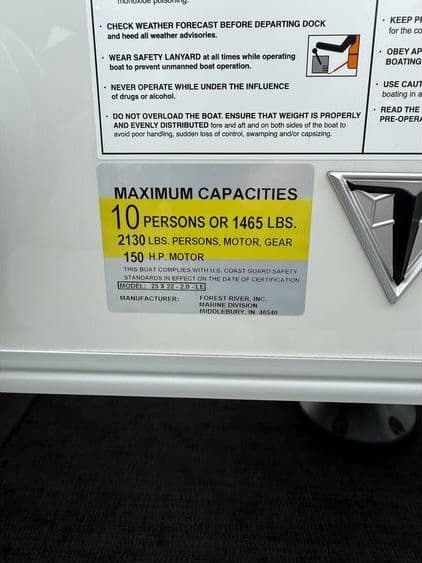 monoxide poisoning.
· CHECK WEATHER FORECAST BEFORE DEPARTING DOCK
and heed all weather advisories.
· WEAR SAFETY LANYARD at all times while operating
boat to prevent unmanned boat operation.
· NEVER OPERATE WHILE UNDER THE INFLUENCE
of drugs or alcohol.
· DO NOT OVERLOAD THE BOAT. ENSURE THAT WEIGHT IS PROPERLY
AND EVENLY DISTRIBUTED fore and aft and on both sides of the boat to
avoid poor handling, sudden loss of control, swamping and/or capsizing.
· KEEP P
for the co
· OBEY AP
BOATING
· USE CAUT
boating in a
· READ THE
PRE-OPERA
MAXIMUM CAPACITIES
10 PERSONS OR 1465 LBS.
2130 LBS. PERSONS, MOTOR, GEAR
150 H.P. MOTOR
THIS BOAT COMPLIES WITH U.S. COAST GUARD SAFETY
STANDARDS IN EFFECT ON THE DATE OF CERTIFICATION
MODEL: 25 X 22 - 2.0 - LE
MANUFACTURER: FOREST RIVER, INC.
MARINE DIVISION
MIDDLEBURY, IN 46540